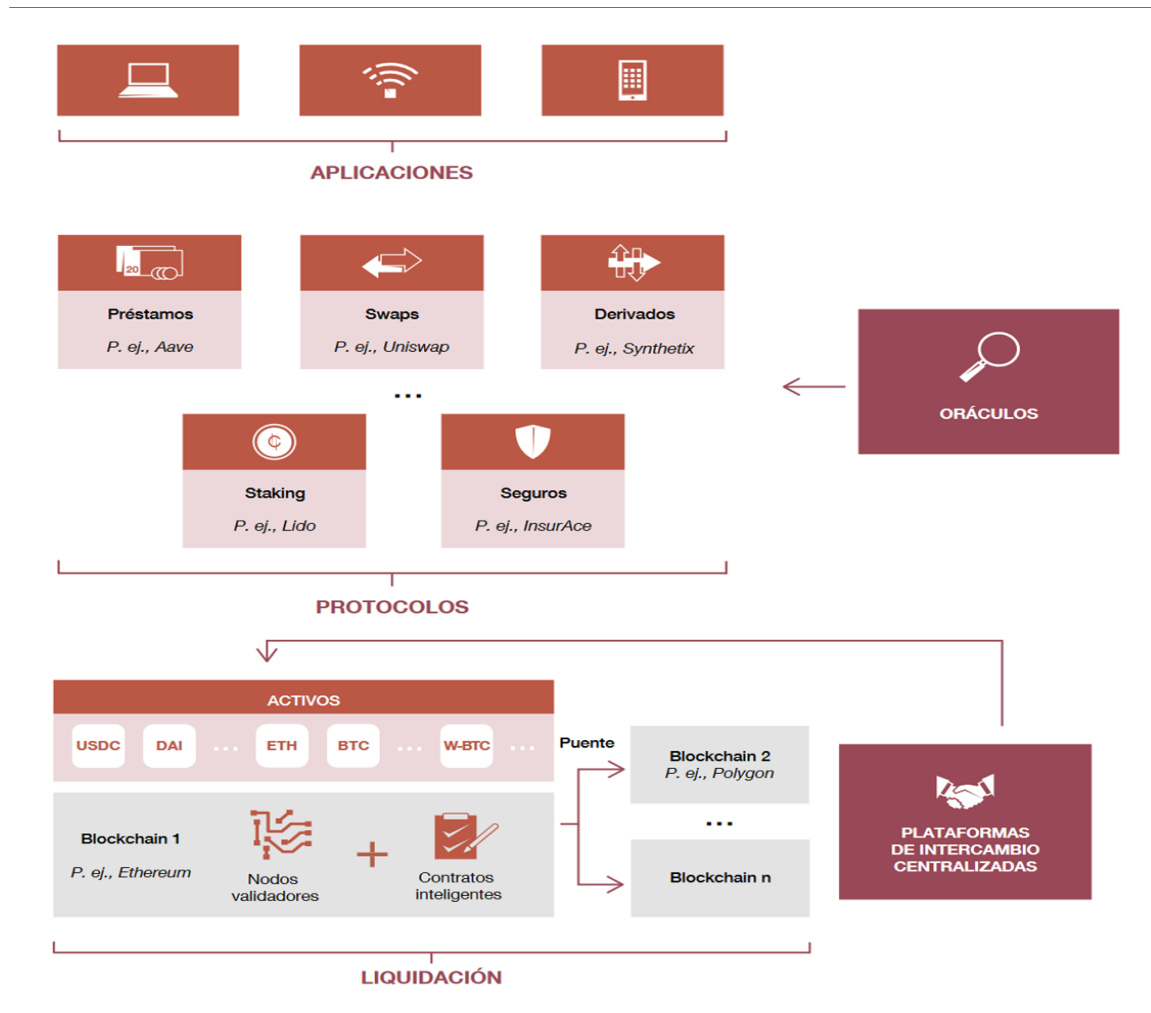 APLICACIONES
20
Préstamos
P. ej., Aave
Swaps
P. ej., Uniswap
Derivados
P. ej., Synthetix
...
ORÁCULOS
Staking
P. ej., Lido
Seguros
P. ej., InsurAce
PROTOCOLOS
ACTIVOS
USDC
DAI
...
ETH
BTC
...
W-BTC
...
Puente
Blockchain 1
P. ej., Ethereum
Nodos
validadores
+
Contratos
inteligentes
Blockchain 2
P. ej., Polygon
...
Blockchain n
PLATAFORMAS
DE INTERCAMBIO
CENTRALIZADAS
LIQUIDACIÓN